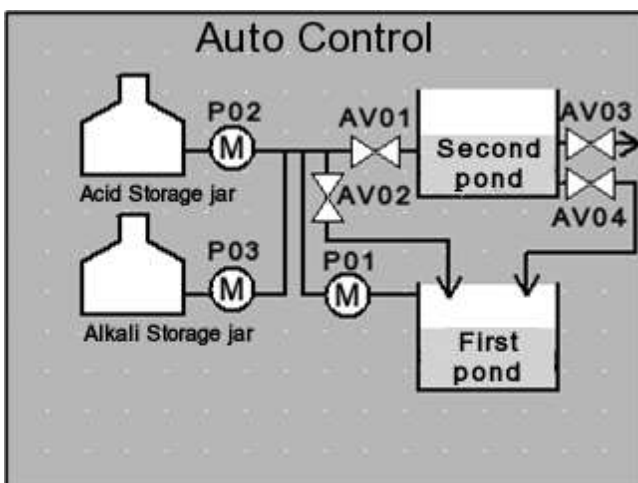 Auto Control
P02
M
Acid Storage jar
P03
M
Alkali Storage jar
AV01
AV02
P01
M
Second
pond
AV03
AV04
First
pond